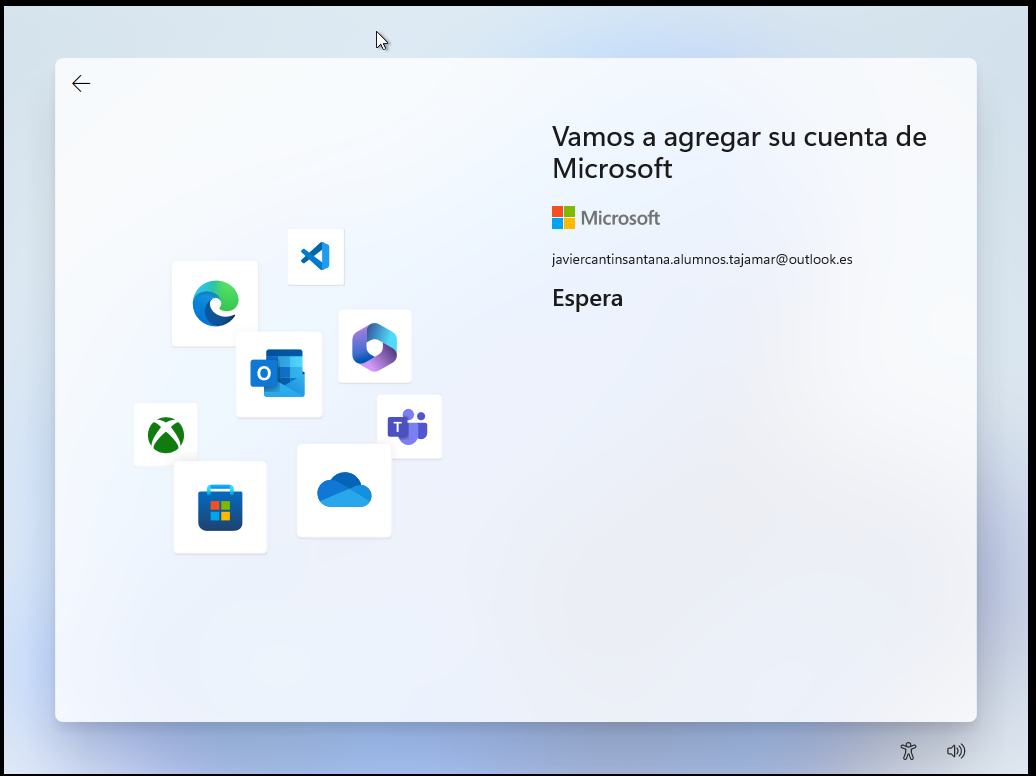 Vamos a agregar su cuenta de
Microsoft
Microsoft
javiercantinsantana.alumnos.tajamar@outlook.es
Espera
O
T